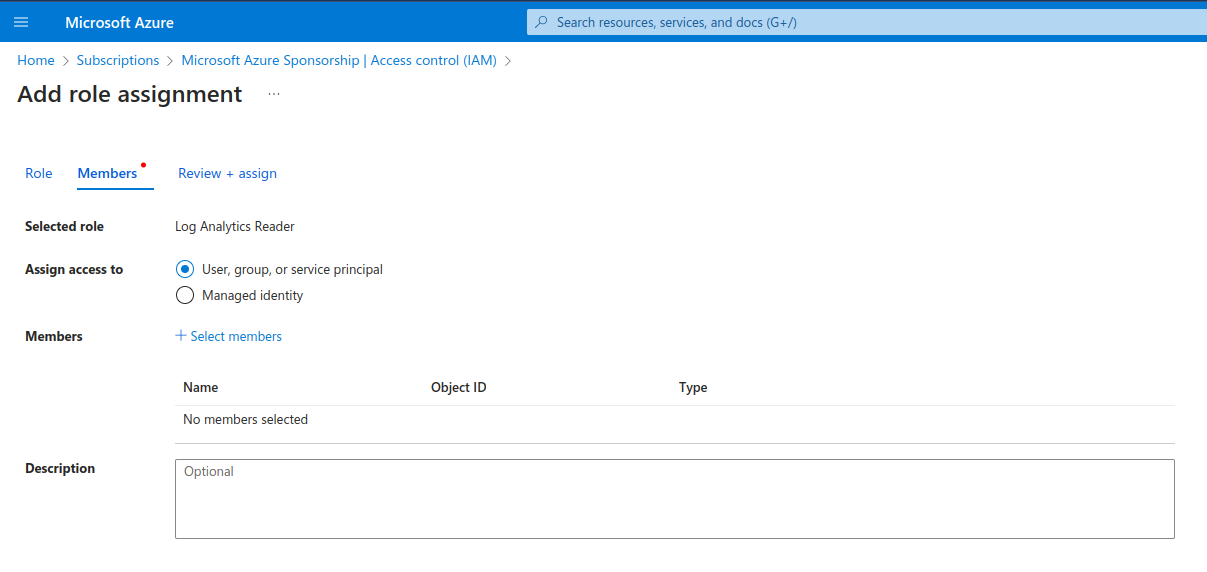 Microsoft Azure
Search resources, services, and docs (G+/)
Home > Subscriptions > Microsoft Azure Sponsorship | Access control (IAM) >
Add role assignment ...
Role Members Review + assign
Selected role Log Analytics Reader
Assign access to User, group, or service principal
Managed identity
Members + Select members
Name Object ID Type
No members selected
Description Optional